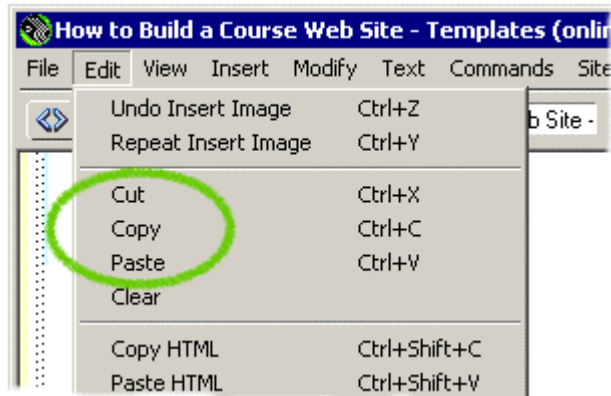 How to Build a Course Web Site - Templates (onlin
File Edit View Insert Modify Text Commands Site
b Site -
Undo Insert Image Ctrl+Z
Repeat Insert Image Ctrl+Y
Cut Ctrl+X
Copy Ctrl+C
Paste Ctrl+V
Clear
Copy HTML Ctrl+Shift+C
Paste HTML Ctrl+Shift+V